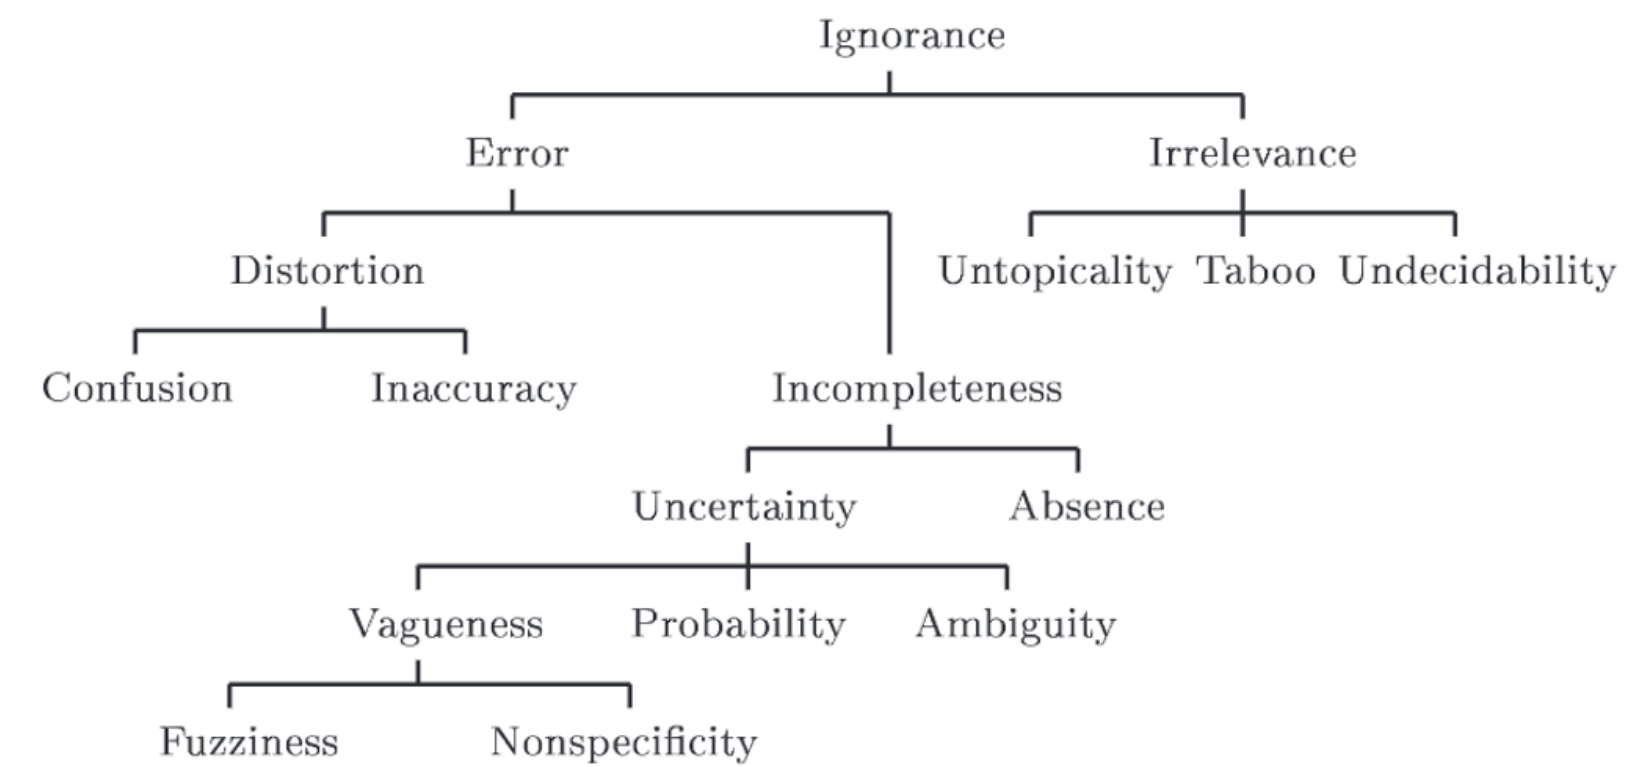 Ignorance
Error Irrelevance
Distortion Untopicality Taboo Undecidability
Confusion Inaccuracy Incompleteness
Uncertainty Absence
Vagueness Probability Ambiguity
Fuzziness Nonspecificity